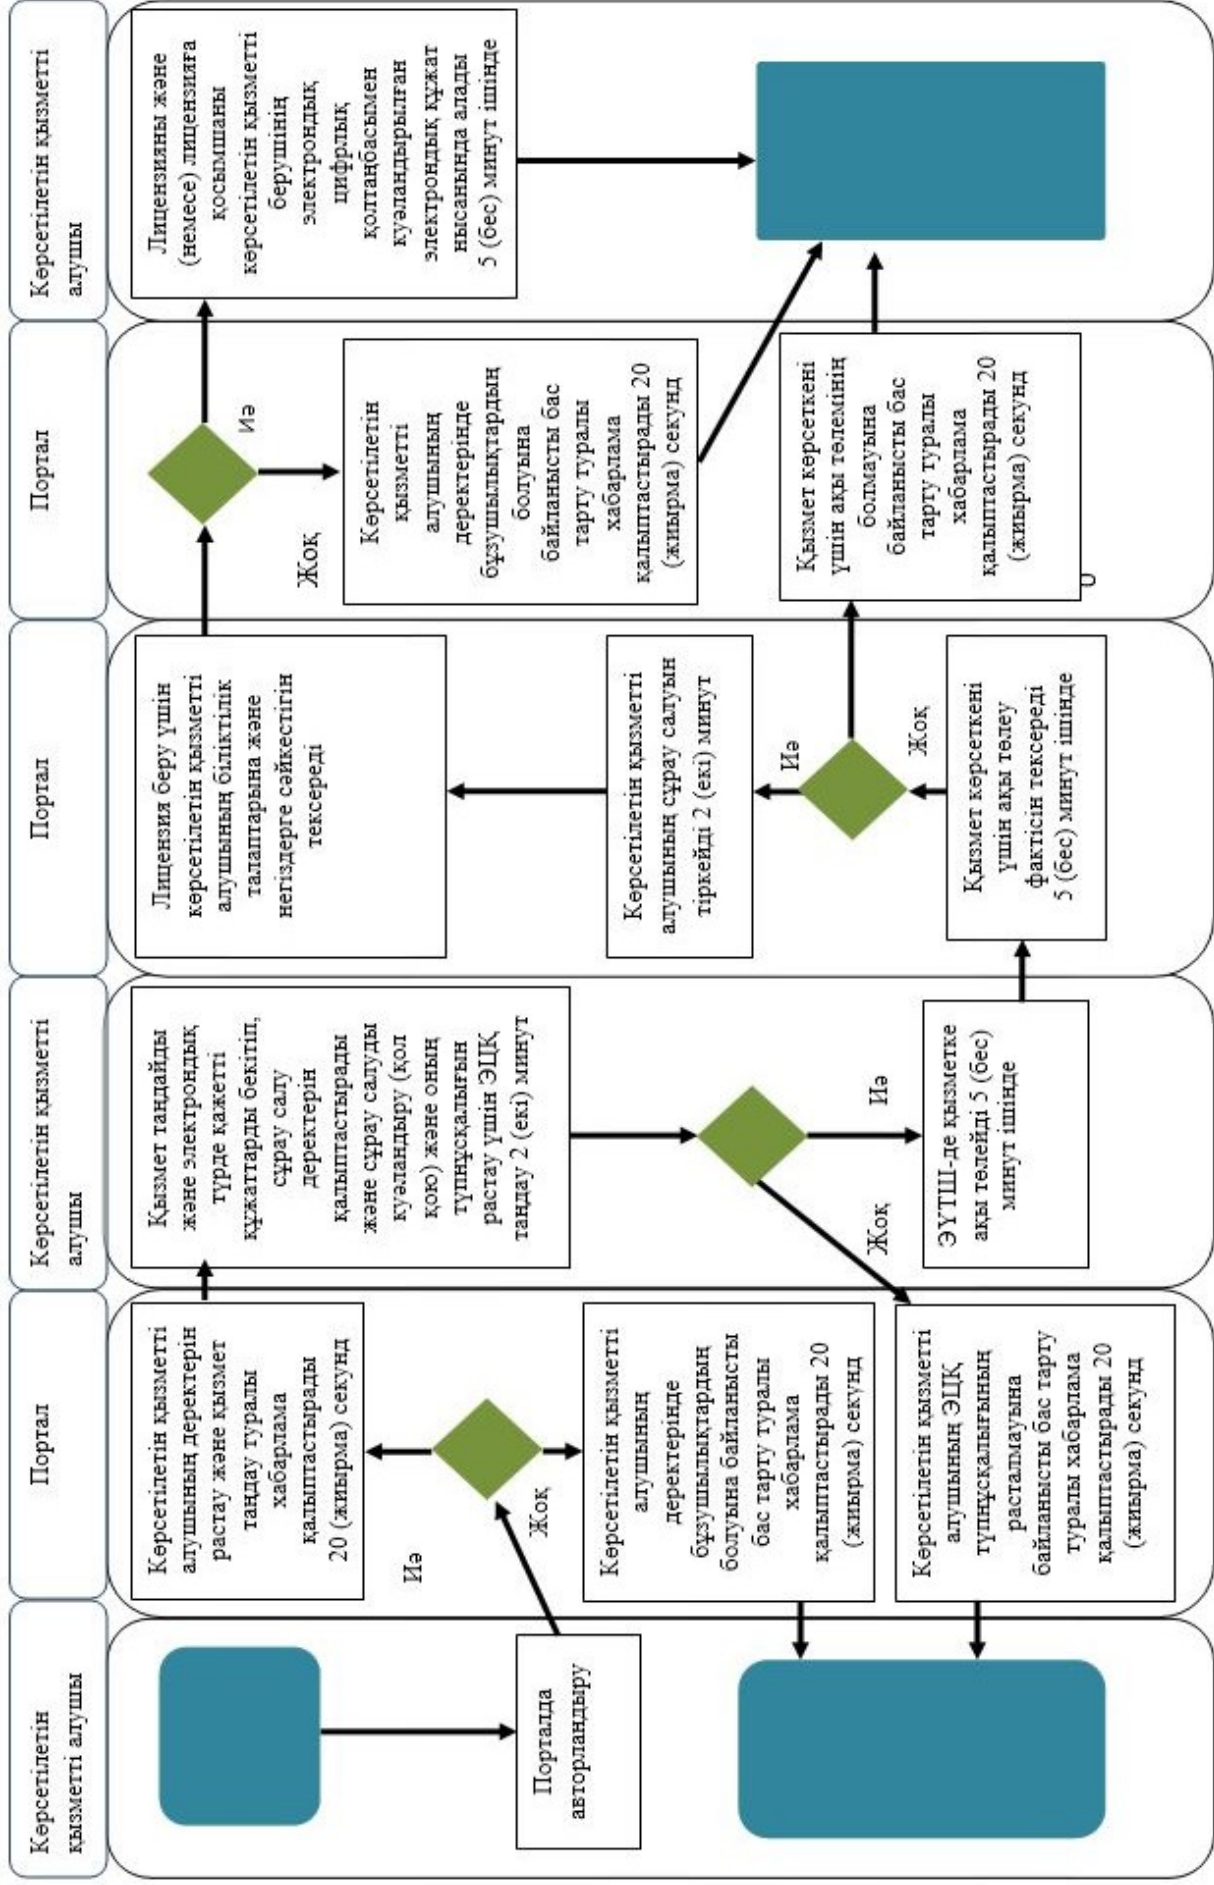 Көрсетілетін
қызметті алушы
Портал
Көрсетілетін қызметті
алушы
Портал
Портал
Көрсетілетін қызметті
алушы
Порталда
авторландыру
Көрсетілетін қызметті
алушының деректерін
растау және қызмет
таңдау туралы
хабарлама
қалыптастырады
20 (жиырма) секунд
Иә
Жоқ
Көрсетілетін қызметті
алушының
деректерінде
бұзушылықтардың
болуына байланысты
бас тарту туралы
хабарлама
қалыптастырады 20
(жиырма) секунд
Көрсетілетін қызметті
алушының ЭЦҚ
түпнұсқалығының
расталмауына
байланысты бас тарту
туралы хабарлама
қалыптастырады 20
(жиырма) секунд
Қызмет таңдайды
және электрондық
түрде қажетті
құжаттарды бекітіп,
сұрау салу
деректерін
қалыптастырады
және сұрау салуды
куәландыру (қол
қою) және оның
түпнұсқалығын
растау үшін ЭЦҚ
таңдау 2 (екі) минут
Жоқ
Иә
ЭҮТШ-де қызметке
ақы төлейді 5 (бес)
минут ішінде
Лицензия беру үшін
көрсетілетін қызметті
алушының біліктілік
талаптарына және
негіздерге сәйкестігін
тексереді
Көрсетілетін қызметті
алушының сұрау салуын
тіркейді 2 (екі) минут
Иә
Жоқ
Қызмет көрсеткені
үшін ақы төлеу
фактісін тексереді
5 (бес) минут ішінде
Иә
Жоқ
Көрсетілетін
қызметті
алушының
деректерінде
бұзушылықтардың
болуына
байланысты бас
тарту туралы
хабарлама
қалыптастырады 20
(жиырма) секунд
Қызмет көрсеткені
үшін ақы төлемінің
болмауына
байланысты бас
тарту туралы
хабарлама
қалыптастырады 20
(жиырма) секунд
Лицензияны және
(немесе) лицензияға
қосымшаны
көрсетілетін қызметті
берушінің
электрондық
цифрлық
қолтаңбасымен
куәландырылған
электрондық құжат
нысанында алады
5 (бес) минут ішінде